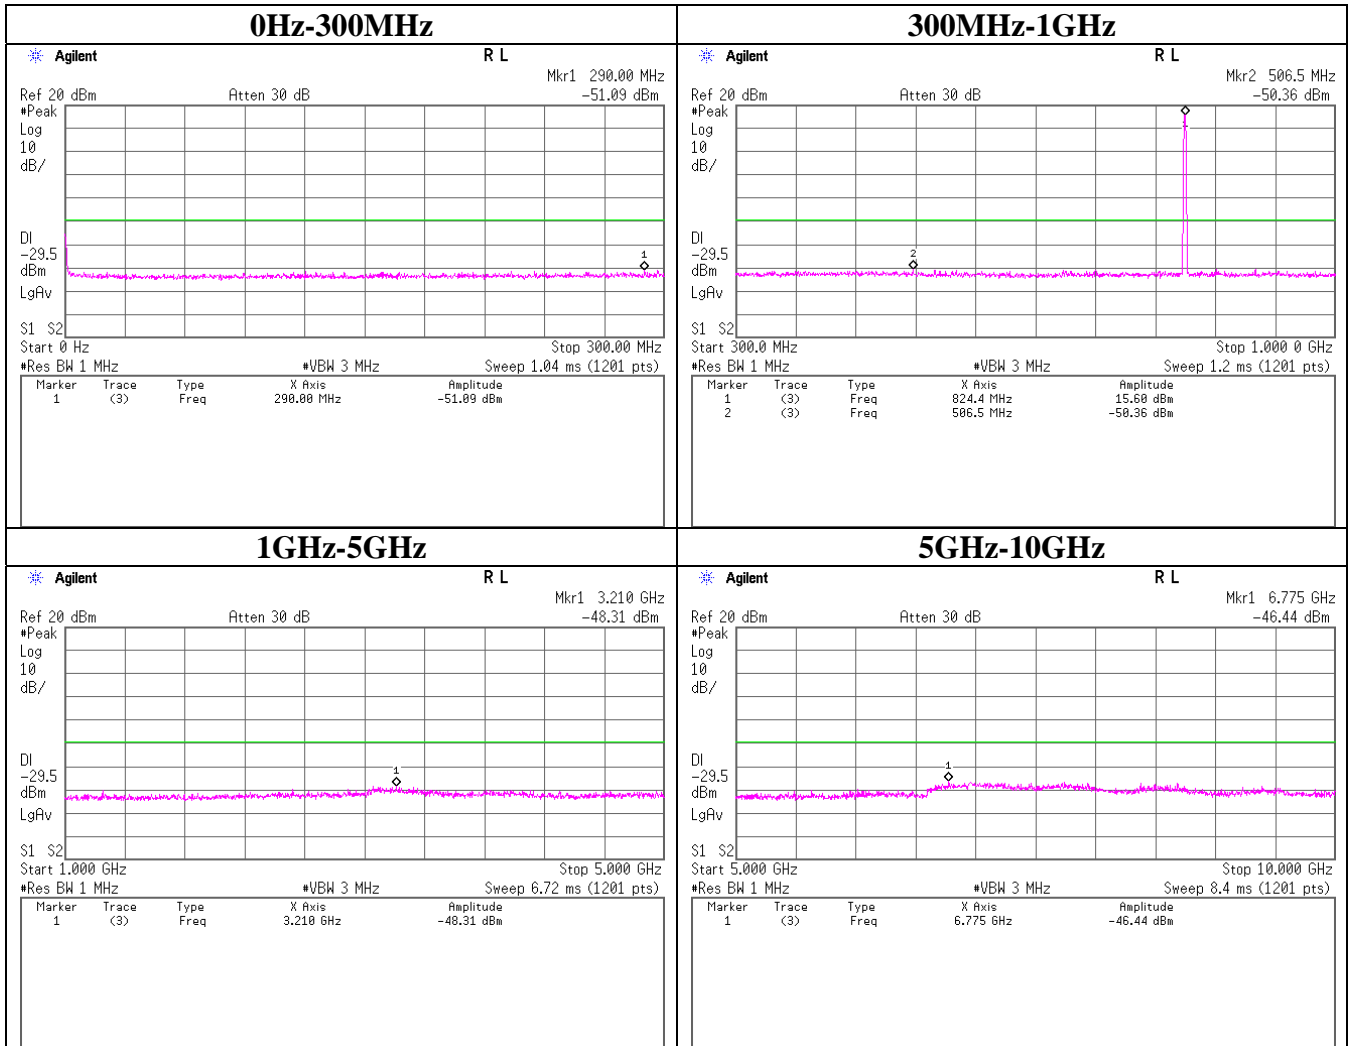 0Hz-300MHz
Agilent R L
Mkr1 290.00 MHz
Ref 20 dBm Atten 30 dB -51.09 dBm
#Peak
Log
10
dB/
1
DI
-29.5
dBm
LgAv
S1 S2
Start 0 Hz Stop 300.00 MHz
#Res BW 1 MHz #VBW 3 MHz Sweep 1.04 ms (1201 pts)
Marker Trace Type X Axis Amplitude
1 (3) Freq 290.00 MHz -51.09 dBm
300MHz-1GHz
Agilent R L
Mkr2 506.5 MHz
Ref 20 dBm Atten 30 dB -50.36 dBm
#Peak
Log
10
dB/
1
2
DI
-29.5
dBm
LgAv
S1 S2
Start 300.0 MHz Stop 1.000 0 GHz
#Res BW 1 MHz #VBW 3 MHz Sweep 1.2 ms (1201 pts)
Marker Trace Type X Axis Amplitude
1 (3) Freq 824.4 MHz 15.60 dBm
2 (3) Freq 506.5 MHz -50.36 dBm
1GHz-5GHz
Agilent R L
Mkr1 3.210 GHz
Ref 20 dBm Atten 30 dB -48.31 dBm
#Peak
Log
10
dB/
1
DI
-29.5
dBm
LgAv
S1 S2
Start 1.000 GHz Stop 5.000 GHz
#Res BW 1 MHz #VBW 3 MHz Sweep 6.72 ms (1201 pts)
Marker Trace Type X Axis Amplitude
1 (3) Freq 3.210 GHz -48.31 dBm
5GHz-10GHz
Agilent R L
Mkr1 6.775 GHz
Ref 20 dBm Atten 30 dB -46.44 dBm
#Peak
Log
10
dB/
1
DI
-29.5
dBm
LgAv
S1 S2
Start 5.000 GHz Stop 10.000 GHz
#Res BW 1 MHz #VBW 3 MHz Sweep 8.4 ms (1201 pts)
Marker Trace Type X Axis Amplitude
1 (3) Freq 6.775 GHz -46.44 dBm